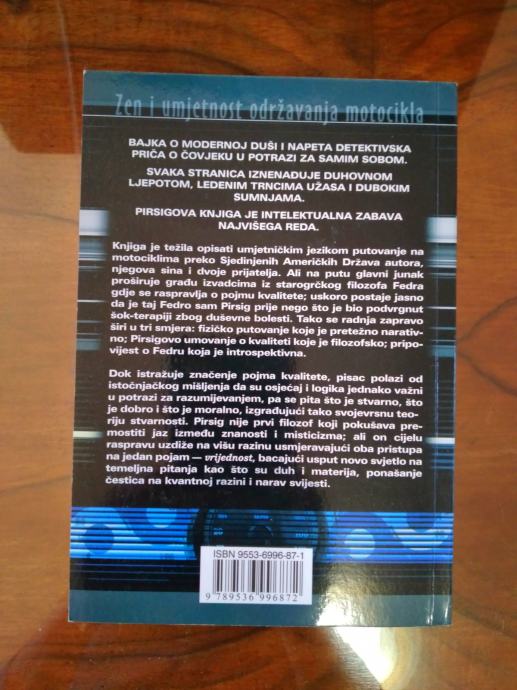 Zen i umjetnost održavanja motocikla
BAJKA O MODERNOJ DUŠI I NAPETA DETEKTIVSKA
PRIČA O ČOVJEKU U POTRAZI ZA SAMIM SOBOM.
SVAKA STRANICA IZNENAĐUJE DUHOVNOM
LJEPOTOM, LEDENIM TRNCIMA UŽASA I DUBOKIM
SUMNJAMA.
PIRSIGOVA KNJIGA JE INTELEKTUALNA ZABAVA
NAJVIŠEGA REDA.
Knjiga je težila opisati umjetničkim jezikom putovanje na
motociklima preko Sjedinjenih Američkih Država autora,
njegova sina i dvoje prijatelja. Ali na putu glavni junak
proširuje građu izvadcima iz starogrčkog filozofa Fedra
gdje se raspravlja o pojmu kvalitete; uskoro postaje jasno
da je taj Fedro sam Pirsig prije nego što je bio podvrgnut
šok-terapiji zbog duševne bolesti. Tako se radnja zapravo
širi u tri smjera: fizičko putovanje koje je pretežno narativ-
no; Pirsigovo umovanje o kvaliteti koje je filozofsko; pripo-
vijest o Fedru koja je introspektivna.
Dok istražuje značenje pojma kvalitete, pisac polazi od
istočnjačkog mišljenja da su osjećaj i logika jednako važni
u potrazi za razumijevanjem, pa se pita što je stvarno, što
je dobro i što je moralno, izgrađujući tako svojevrsnu teo-
riju stvarnosti. Pirsig nije prvi filozof koji pokušava pre-
mostiti jaz između znanosti i misticizma; ali on cijelu
raspravu uzdiže na višu razinu usmjeravajući oba pristupa
na jedan pojam — vrijednost, bacajući usput novo svjetlo na
temeljna pitanja kao što su duh i materija, ponašanje
čestica na kvantnoj razini i narav svijesti.
ISBN 9553-6996-87-1
9 789536 996872